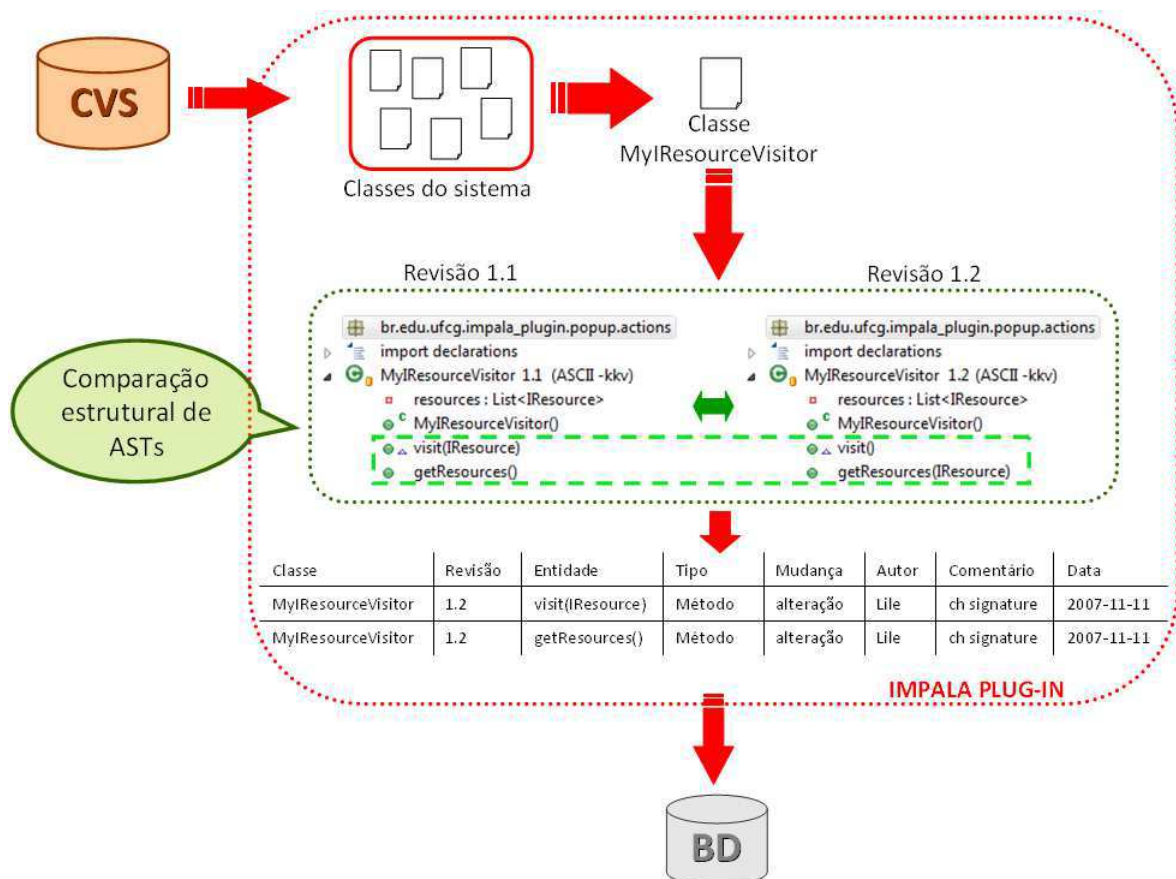 CVS
Classes do sistema
Classe
MyIResourceVisitor
Revisão 1.1
Revisão 1.2
Comparação
estrutural de
ASTs
br.edu.ufcg.impala_plugin.popup.actions
import declarations
MyIResourceVisitor 1.1 (ASCII -kkv)
resources : List<IResource>
MyIResourceVisitor()
visit(IResource)
getResources()
br.edu.ufcg.impala_plugin.popup.actions
import declarations
MyIResourceVisitor 1.2 (ASCII -kkv)
resources : List<IResource>
MyIResourceVisitor()
visit()
getResources(IResource)
Classe Revisão Entidade Tipo Mudança Autor Comentário Data
MyIResourceVisitor 1.2 visit(IResource) Método alteração Lile ch signature 2007-11-11
MyIResourceVisitor 1.2 getResources() Método alteração Lile ch signature 2007-11-11
IMPALA PLUG-IN
BD